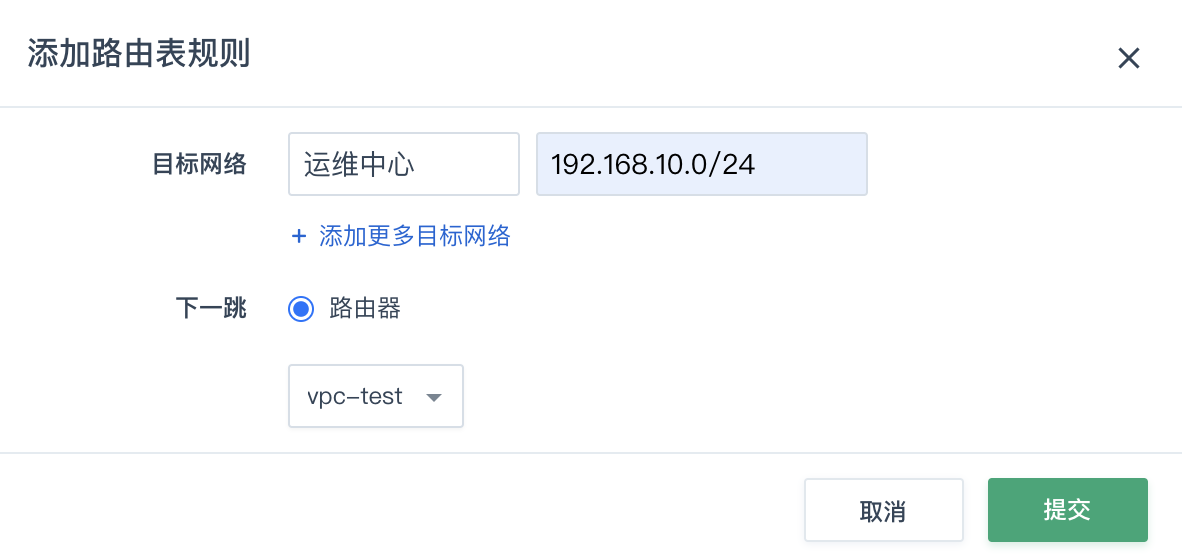 添加路由表规则
目标网络 运维中心 192.168.10.0/24
+ 添加更多目标网络
下一跳 路由器
vpc-test
取消 提交